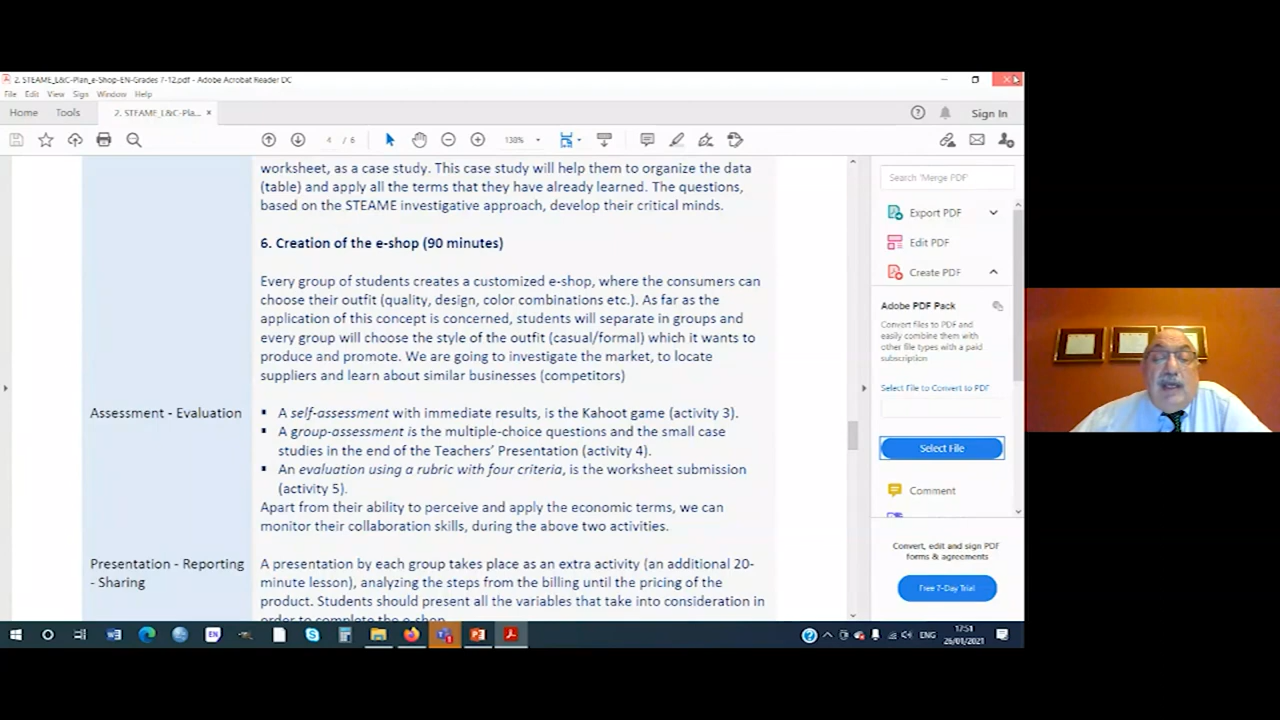 2. STEAME_L&C-Plan_e-Shop-EN-Grades 7-12.pdf - Adobe Acrobat Reader DC
File Edit View Sign Window Help
Home Tools 2. STEAME_L&C-Pla... × Sign In
4 / 6 138%
worksheet, as a case study. This case study will help them to organize the data
(table) and apply all the terms that they have already learned. The questions,
based on the STEAME investigative approach, develop their critical minds.
6. Creation of the e-shop (90 minutes)
Every group of students creates a customized e-shop, where the consumers can
choose their outfit (quality, design, color combinations etc.). As far as the
application of this concept is concerned, students will separate in groups and
every group will choose the style of the outfit (casual/formal) which it wants to
produce and promote. We are going to investigate the market, to locate
suppliers and learn about similar businesses (competitors)
Assessment - Evaluation
▪ A self-assessment with immediate results, is the Kahoot game (activity 3).
▪ A group-assessment is the multiple-choice questions and the small case
studies in the end of the Teachers' Presentation (activity 4).
▪ An evaluation using a rubric with four criteria, is the worksheet submission
(activity 5).
Apart from their ability to perceive and apply the economic terms, we can
monitor their collaboration skills, during the above two activities.
Presentation - Reporting
- Sharing
A presentation by each group takes place as an extra activity (an additional 20-
minute lesson), analyzing the steps from the billing until the pricing of the
product. Students should present all the variables that take into consideration in
order to complete the e-shop
Search 'Merge PDF'
Export PDF
Edit PDF
Create PDF
Adobe PDF Pack
Convert files to PDF and
easily combine them with
other file types with a paid
subscription
Select File to Convert to PDF
Select File
Comment
Convert, edit and sign PDF
forms & agreements
Free 7-Day Trial
EN
ENG
17:51
26/01/2021